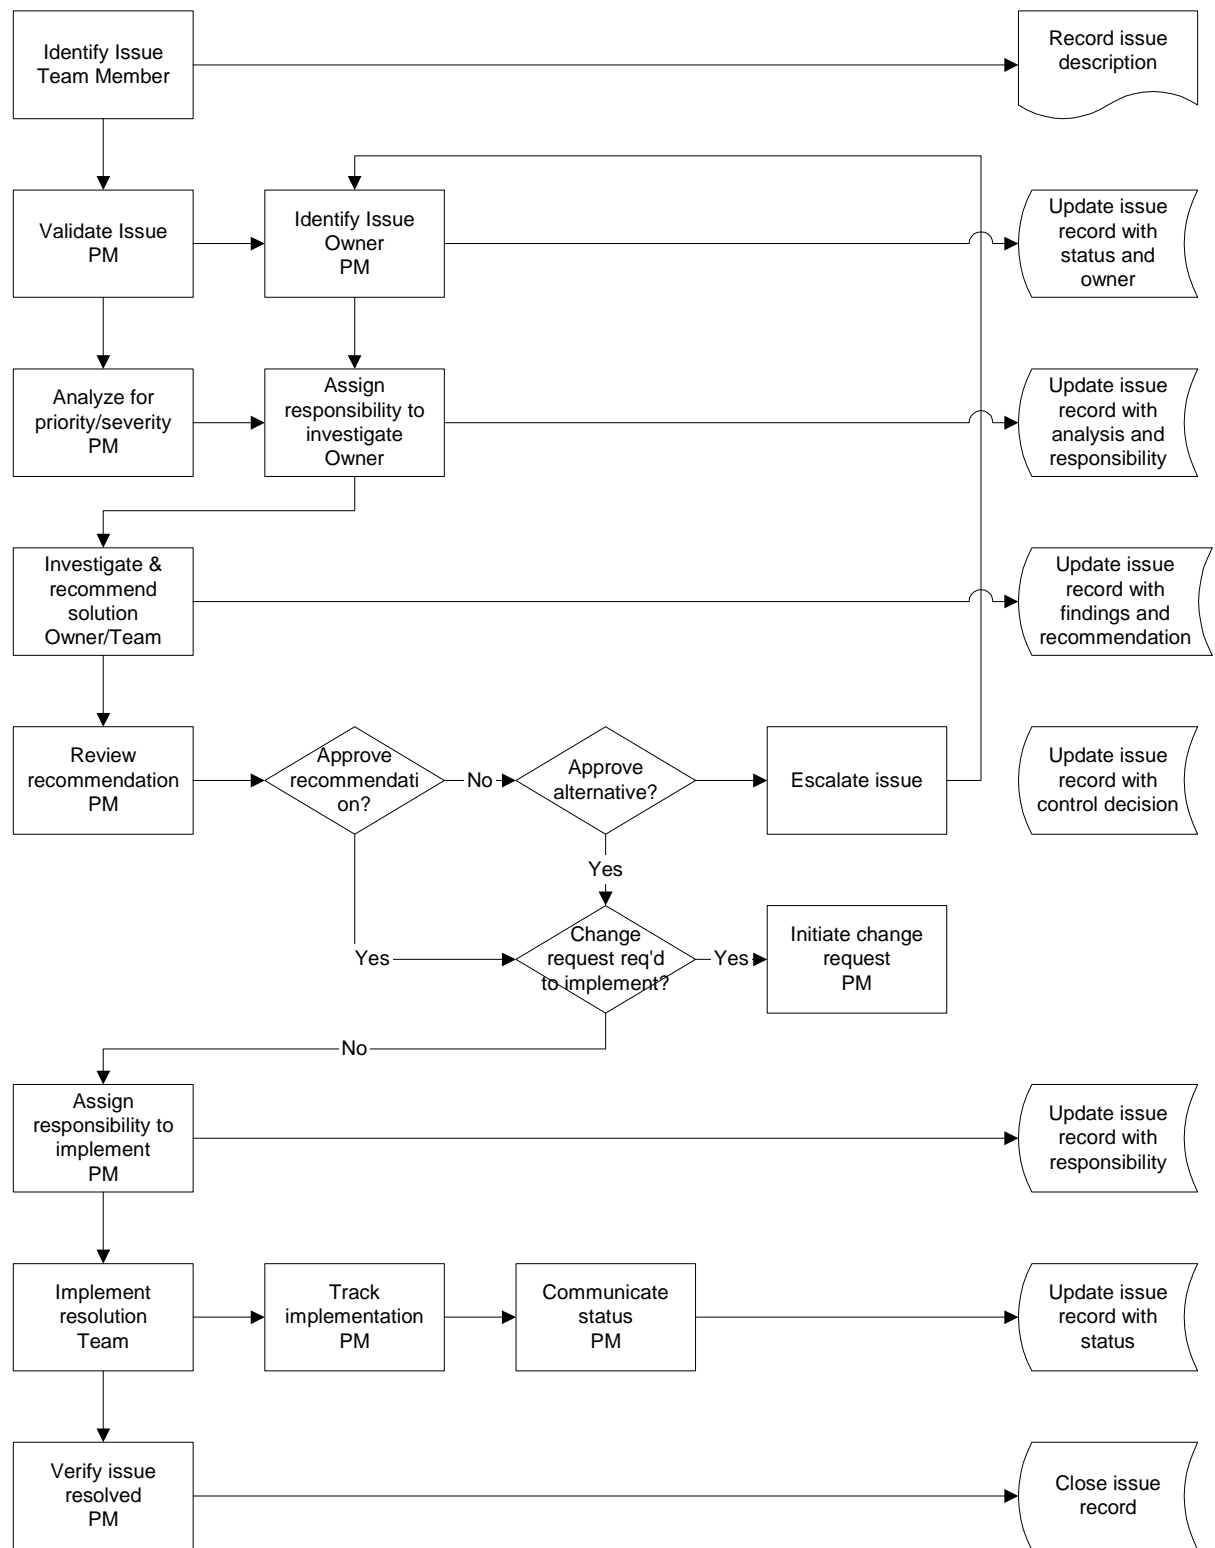 Identify Issue
Team Member
Record issue
description
Validate Issue
PM
Identify Issue
Owner
PM
Update issue
record with
status and
owner
Analyze for
priority/severity
PM
Assign
responsibility to
investigate
Owner
Update issue
record with
analysis and
responsibility
Investigate &
recommend
solution
Owner/Team
Update issue
record with
findings and
recommendation
Review
recommendation
PM
Approve
recommendati
on?
No
Approve
alternative?
Escalate issue
Update issue
record with
control decision
Yes
Yes
Change
request req'd
to implement?
Yes
Initiate change
request
PM
No
Assign
responsibility to
implement
PM
Update issue
record with
responsibility
Implement
resolution
Team
Track
implementation
PM
Communicate
status
PM
Update issue
record with
status
Verify issue
resolved
PM
Close issue
record